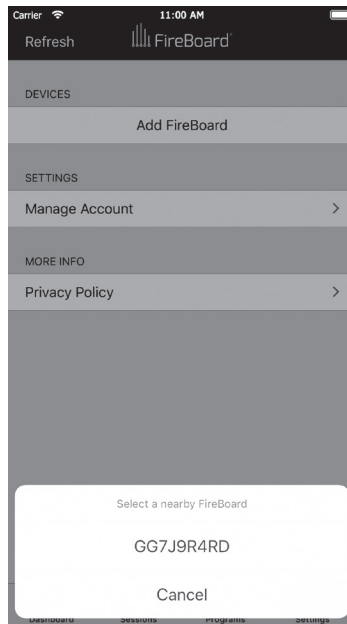 Carrier 11:00 AM
Refresh FireBoard
DEVICES
Add FireBoard
SETTINGS
Manage Account
MORE INFO
Privacy Policy
Select a nearby FireBoard
GG7J9R4RD
Cancel
Dashboard Sessions Programs Settings